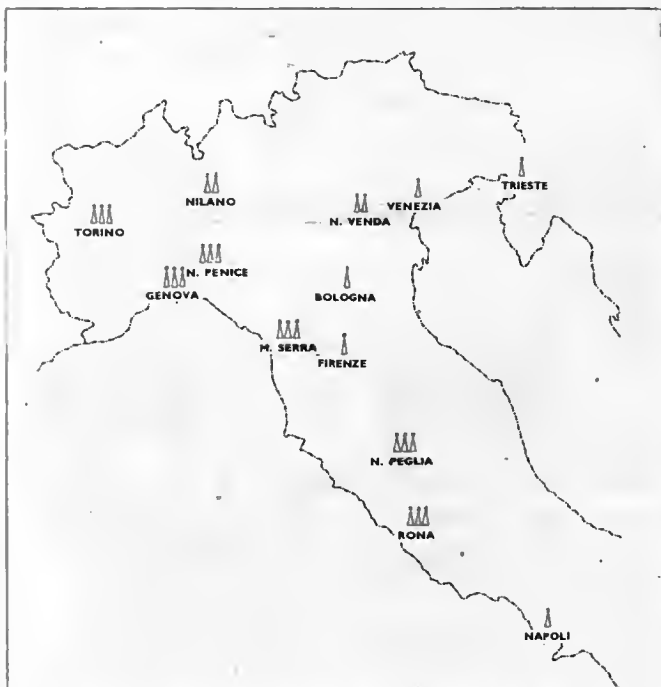 TRIESTE
NILANO
VENEZIA
N. VENDA
TORINO
N. PENICE
GENOVA
BOLOGNA
M. SERRA
FIRENZE
N. PEGLIA
RONA
NAPOLI